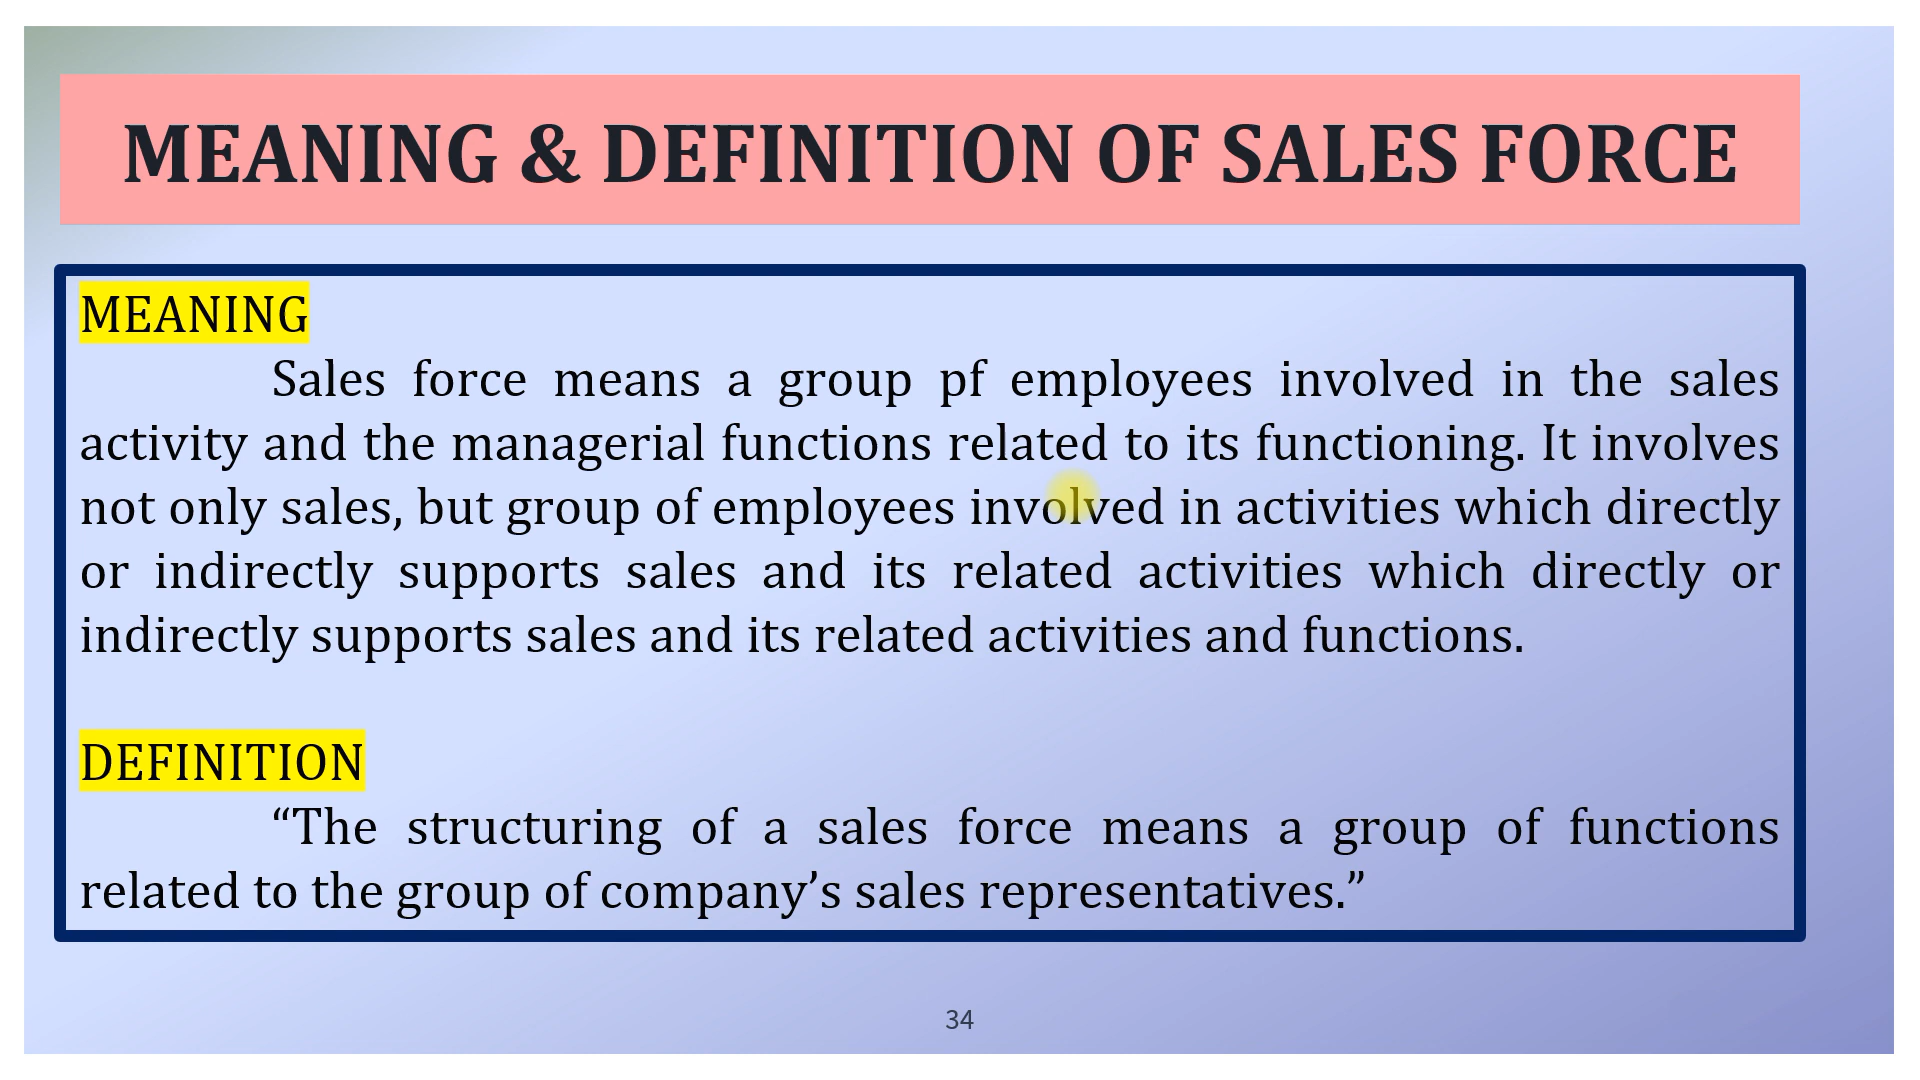 MEANING & DEFINITION OF SALES FORCE
MEANING
Sales force means a group pf employees involved in the sales
activity and the managerial functions related to its functioning. It involves
not only sales, but group of employees involved in activities which directly
or indirectly supports sales and its related activities which directly or
indirectly supports sales and its related activities and functions.
DEFINITION
“The structuring of a sales force means a group of functions
related to the group of company’s sales representatives.”
34